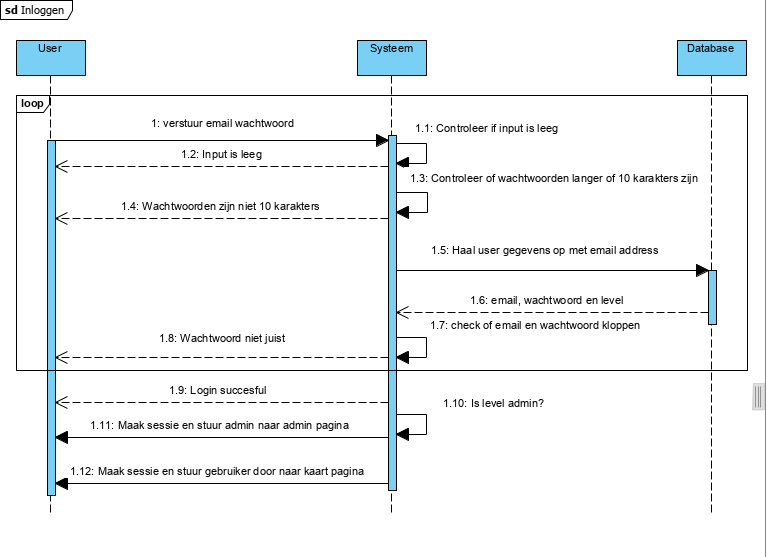 sd Inloggen
User
Systeem
Database
loop
1: verstuur email wachtwoord
1.1: Controleer if input is leeg
1.2: Input is leeg
1.3: Controleer of wachtwoorden langer of 10 karakters zijn
1.4: Wachtwoorden zijn niet 10 karakters
1.5: Haal user gegevens op met email address
1.6: email, wachtwoord en level
1.7: check of email en wachtwoord kloppen
1.8: Wachtwoord niet juist
1.9: Login succesful
1.10: Is level admin?
1.11: Maak sessie en stuur admin naar admin pagina
1.12: Maak sessie en stuur gebruiker door naar kaart pagina